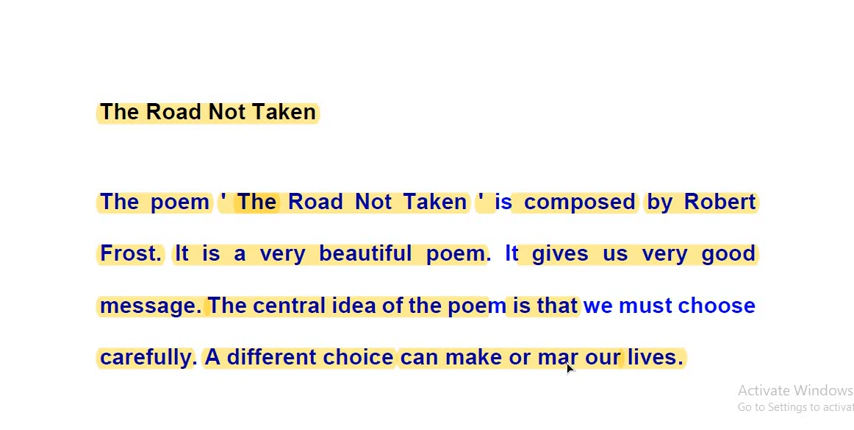 The Road Not Taken
The poem ' The Road Not Taken ' is composed by Robert
Frost. It is a very beautiful poem. It gives us very good
message. The central idea of the poem is that we must choose
carefully. A different choice can make or mar our lives.
Activate Windows
Go to Settings to activat